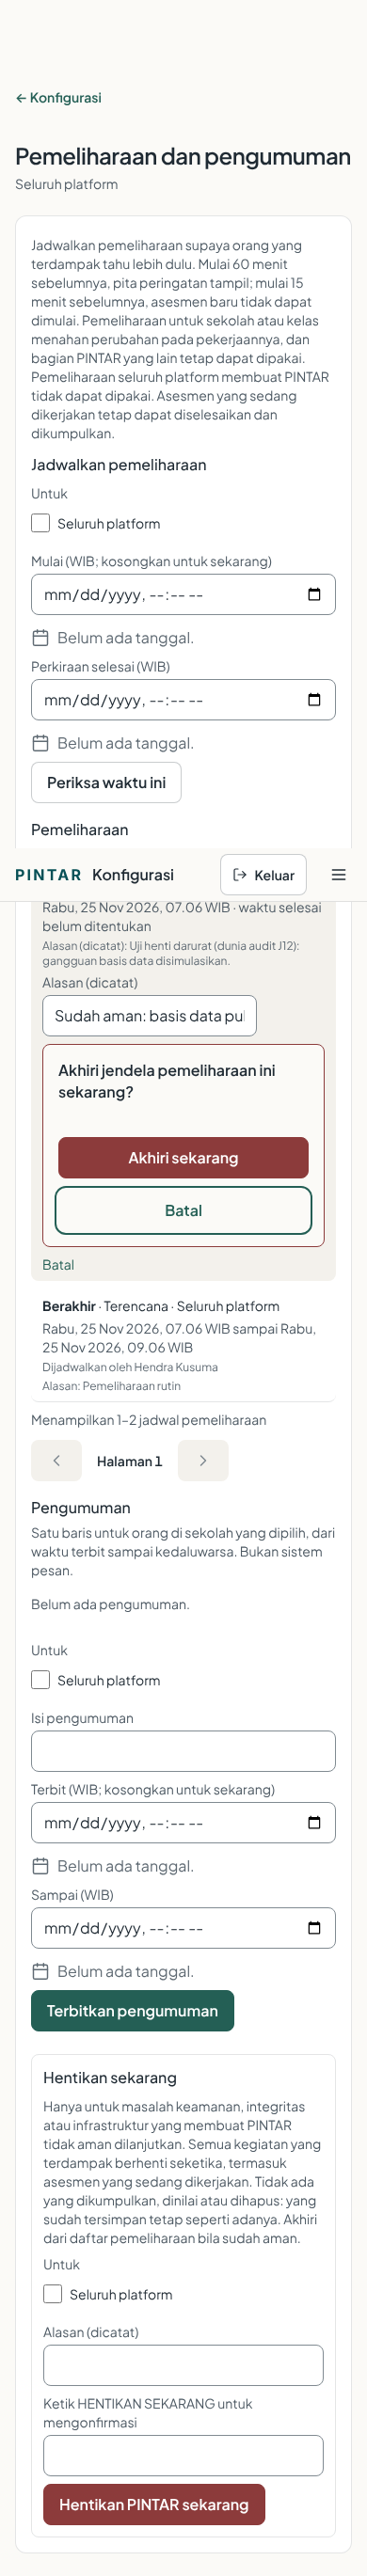 ← Konfigurasi
Pemeliharaan dan pengumuman
Seluruh platform
Jadwalkan pemeliharaan supaya orang yang
terdampak tahu lebih dulu. Mulai 60 menit
sebelumnya, pita peringatan tampil; mulai 15
menit sebelumnya, asesmen baru tidak dapat
dimulai. Pemeliharaan untuk sekolah atau kelas
menahan perubahan pada pekerjaannya, dan
bagian PINTAR yang lain tetap dapat dipakai.
Pemeliharaan seluruh platform membuat PINTAR
tidak dapat dipakai. Asesmen yang sedang
dikerjakan tetap dapat diselesaikan dan
dikumpulkan.
Jadwalkan pemeliharaan
Untuk
Seluruh platform
Mulai (WIB; kosongkan untuk sekarang)
mm/dd/yyyy, --:-- --
Belum ada tanggal.
Perkiraan selesai (WIB)
mm/dd/yyyy, --:-- --
Belum ada tanggal.
Periksa waktu ini
Pemeliharaan
PINTAR Konfigurasi Keluar
Rabu, 25 Nov 2026, 07.06 WIB · waktu selesai
belum ditentukan
Alasan (dicatat): Uji henti darurat (dunia audit J12):
gangguan basis data disimulasikan.
Alasan (dicatat)
Sudah aman: basis data pul
Akhiri jendela pemeliharaan ini
sekarang?
Akhiri sekarang
Batal
Batal
Berakhir · Terencana · Seluruh platform
Rabu, 25 Nov 2026, 07.06 WIB sampai Rabu,
25 Nov 2026, 09.06 WIB
Dijadwalkan oleh Hendra Kusuma
Alasan: Pemeliharaan rutin
Menampilkan 1–2 jadwal pemeliharaan
Halaman 1
Pengumuman
Satu baris untuk orang di sekolah yang dipilih, dari
waktu terbit sampai kedaluwarsa. Bukan sistem
pesan.
Belum ada pengumuman.
Untuk
Seluruh platform
Isi pengumuman
Terbit (WIB; kosongkan untuk sekarang)
mm/dd/yyyy, --:-- --
Belum ada tanggal.
Sampai (WIB)
mm/dd/yyyy, --:-- --
Belum ada tanggal.
Terbitkan pengumuman
Hentikan sekarang
Hanya untuk masalah keamanan, integritas
atau infrastruktur yang membuat PINTAR
tidak aman dilanjutkan. Semua kegiatan yang
terdampak berhenti seketika, termasuk
asesmen yang sedang dikerjakan. Tidak ada
yang dikumpulkan, dinilai atau dihapus: yang
sudah tersimpan tetap seperti adanya. Akhiri
dari daftar pemeliharaan bila sudah aman.
Untuk
Seluruh platform
Alasan (dicatat)
Ketik HENTIKAN SEKARANG untuk
mengonfirmasi
Hentikan PINTAR sekarang